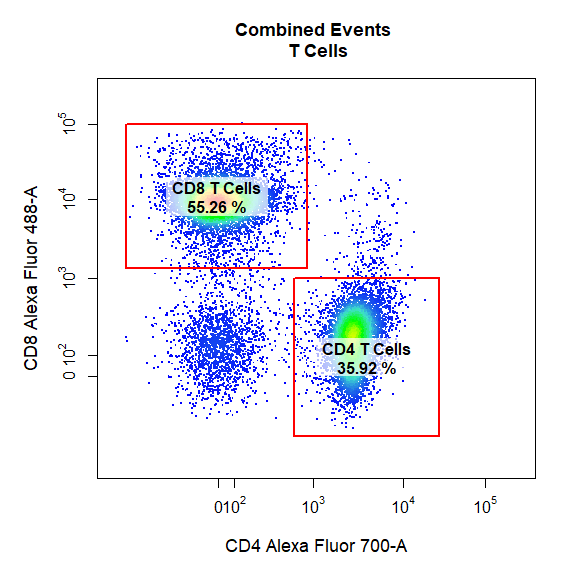 Combined Events
T Cells
CD8 Alexa Fluor 488-A
10^5
10^4
10^3
10^2
0
CD8 T Cells
55.26 %
CD4 T Cells
35.92 %
0 10^2 10^3 10^4 10^5
CD4 Alexa Fluor 700-A